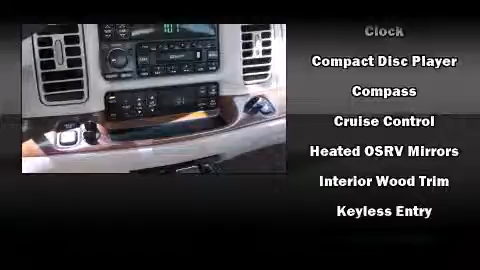 Clock
Compact Disc Player
Compass
Cruise Control
Heated OSRV Mirrors
Interior Wood Trim
Keyless Entry